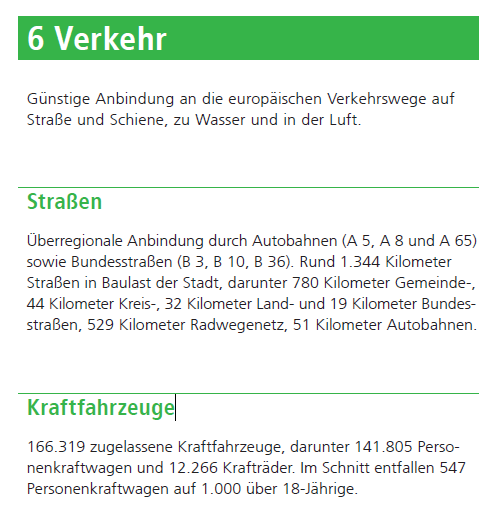 6 Verkehr
Günstige Anbindung an die europäischen Verkehrswege auf
Straße und Schiene, zu Wasser und in der Luft.
Straßen
Überregionale Anbindung durch Autobahnen (A 5, A 8 und A 65)
sowie Bundesstraßen (B 3, B 10, B 36). Rund 1.344 Kilometer
Straßen in Baulast der Stadt, darunter 780 Kilometer Gemeinde-,
44 Kilometer Kreis-, 32 Kilometer Land- und 19 Kilometer Bundes-
straßen, 529 Kilometer Radwegenetz, 51 Kilometer Autobahnen.
Kraftfahrzeuge
166.319 zugelassene Kraftfahrzeuge, darunter 141.805 Perso-
nenkraftwagen und 12.266 Krafträder. Im Schnitt entfallen 547
Personenkraftwagen auf 1.000 über 18-Jährige.